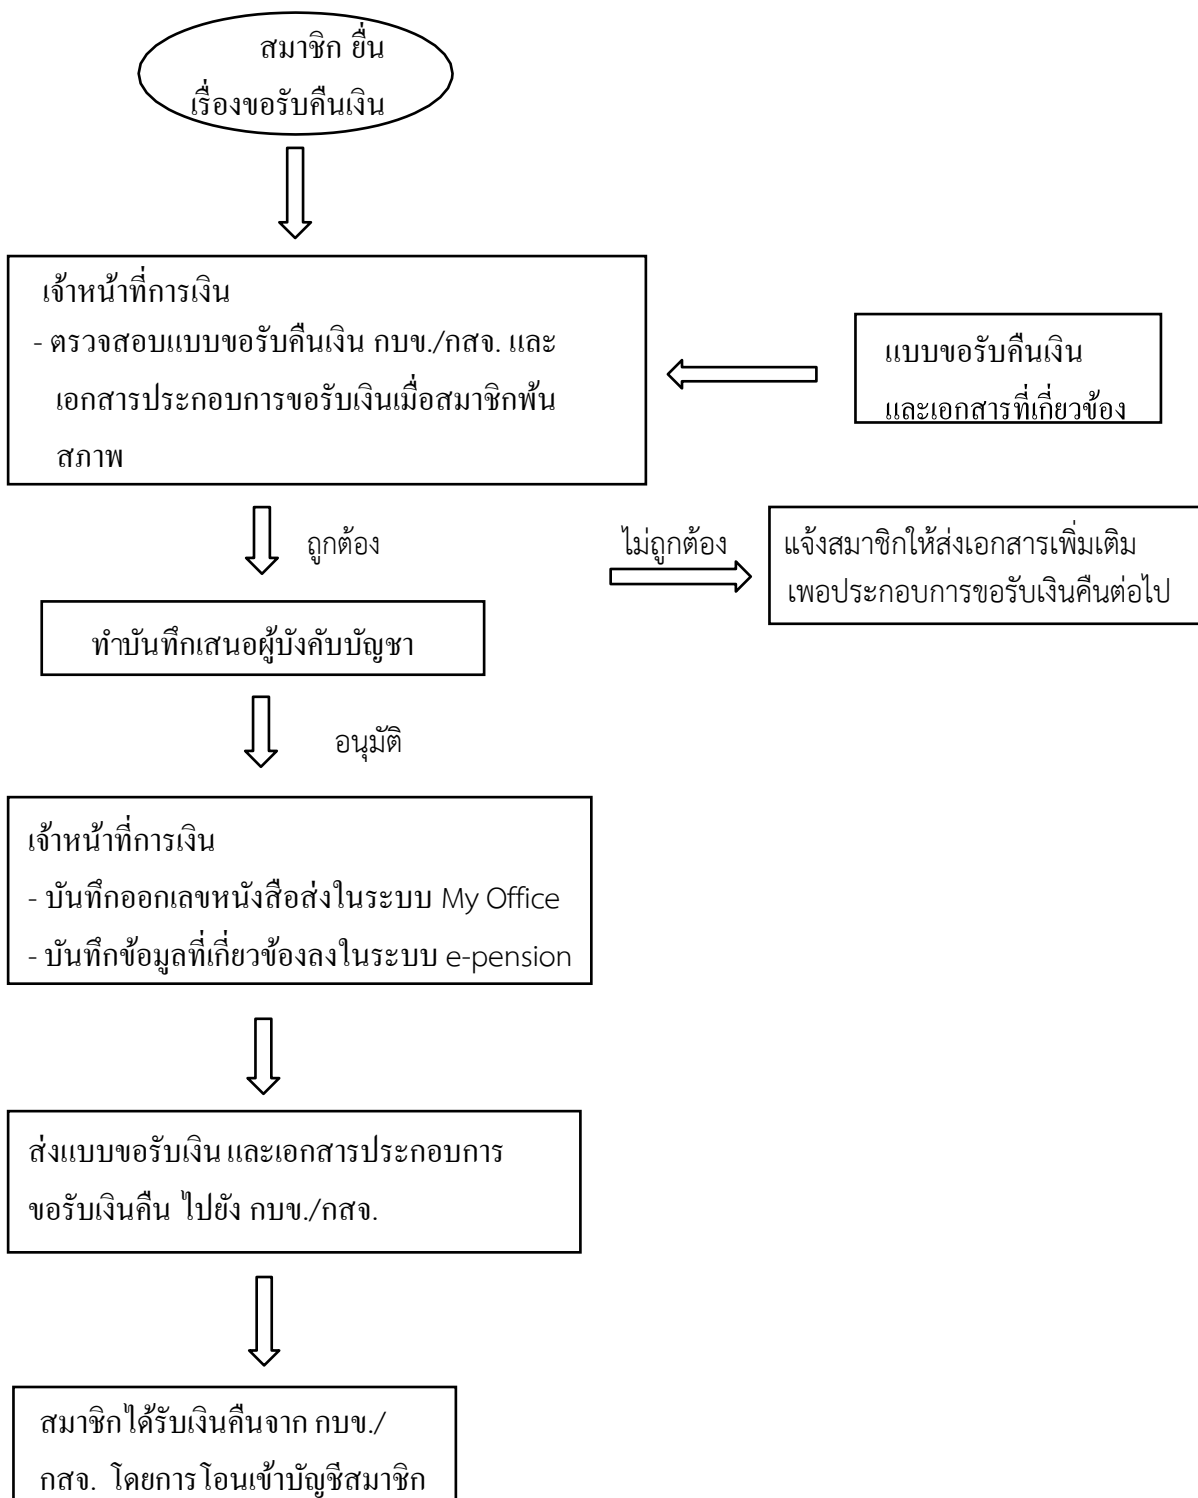 สมาชิก ยื่น
เรื่องขอรับคืนเงิน
เจ้าหน้าที่การเงิน
- ตรวจสอบแบบขอรับคืนเงิน กบข./กสจ. และ
เอกสารประกอบการขอรับเงินเมื่อสมาชิกพ้น
สภาพ
แบบขอรับคืนเงิน
และเอกสารที่เกี่ยวข้อง
ถูกต้อง
ไม่ถูกต้อง
แจ้งสมาชิกให้ส่งเอกสารเพิ่มเติม
เพอประกอบการขอรับเงินคืนต่อไป
ทำบันทึกเสนอผู้บังคับบัญชา
อนุมัติ
เจ้าหน้าที่การเงิน
- บันทึกออกเลขหนังสือส่งในระบบ My Office
- บันทึกข้อมูลที่เกี่ยวข้องลงในระบบ e-pension
ส่งแบบขอรับเงิน และเอกสารประกอบการ
ขอรับเงินคืน ไปยัง กบข./กสจ.
สมาชิกได้รับเงินคืนจาก กบข./
กสจ. โดยการโอนเข้าบัญชีสมาชิก